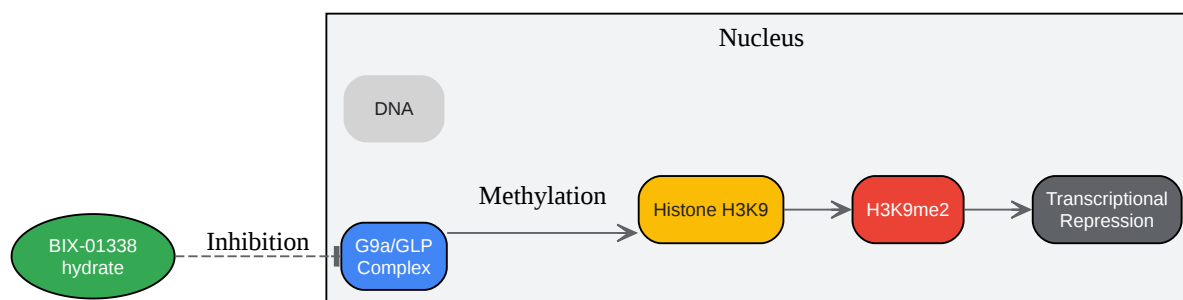 Nucleus
DNA
Methylation
Histone H3K9
H3K9me2
Transcriptional
Repression
BIX-01338
hydrate
Inhibition
G9a/GLP
Complex